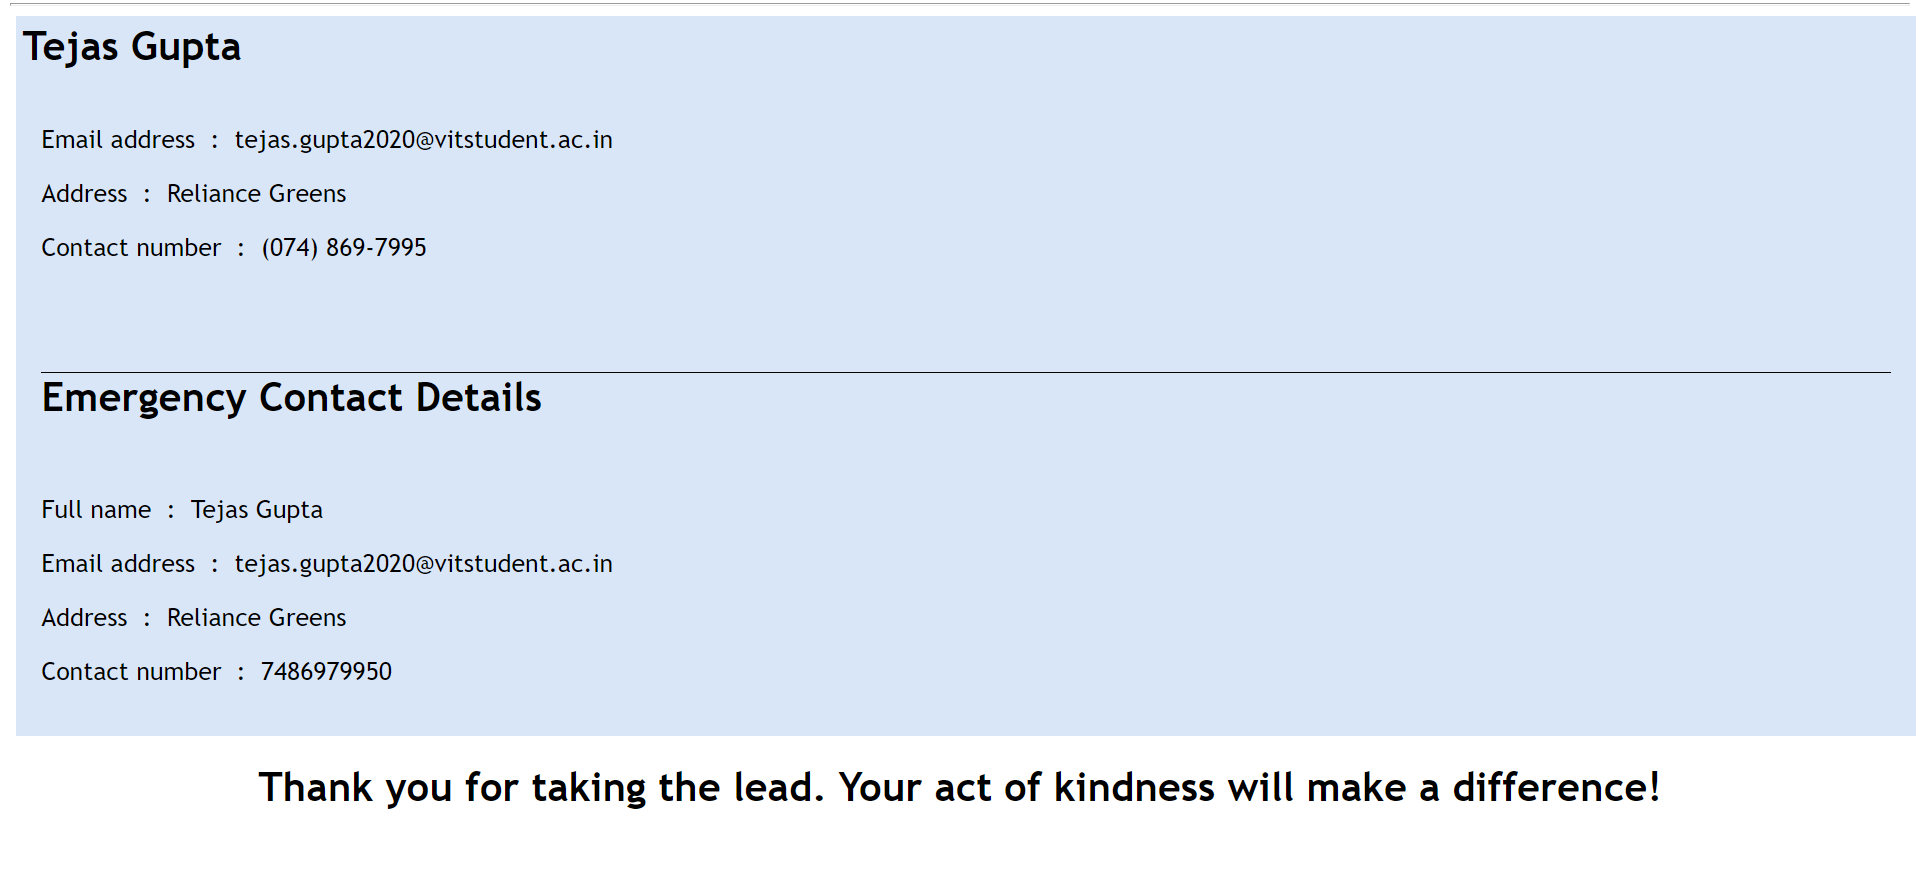 Tejas Gupta
Email address : tejas.gupta2020@vitstudent.ac.in
Address : Reliance Greens
Contact number : (074) 869-7995
Emergency Contact Details
Full name : Tejas Gupta
Email address : tejas.gupta2020@vitstudent.ac.in
Address : Reliance Greens
Contact number : 7486979950
Thank you for taking the lead. Your act of kindness will make a difference!